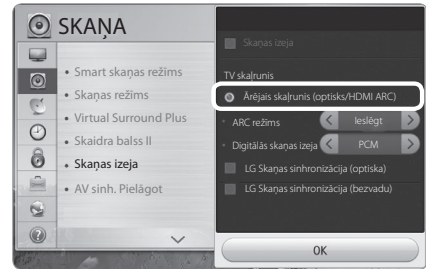 SKAŅA
• Smart skaņas režīms
• Skaņas režīms
• Virtual Surround Plus
• Skaidra balss II
• Skaņas izeja
• AV sinh. Pielāgot
Skaņas izeja
TV skaļrunis
Ārējais skaļrunis (optisks/HDMI ARC)
• ARC režīms < Ieslēgt >
• Digitālās skaņas izeja < PCM >
LG Skaņas sinhronizācija (optiska)
LG Skaņas sinhronizācija (bezvadu)
OK